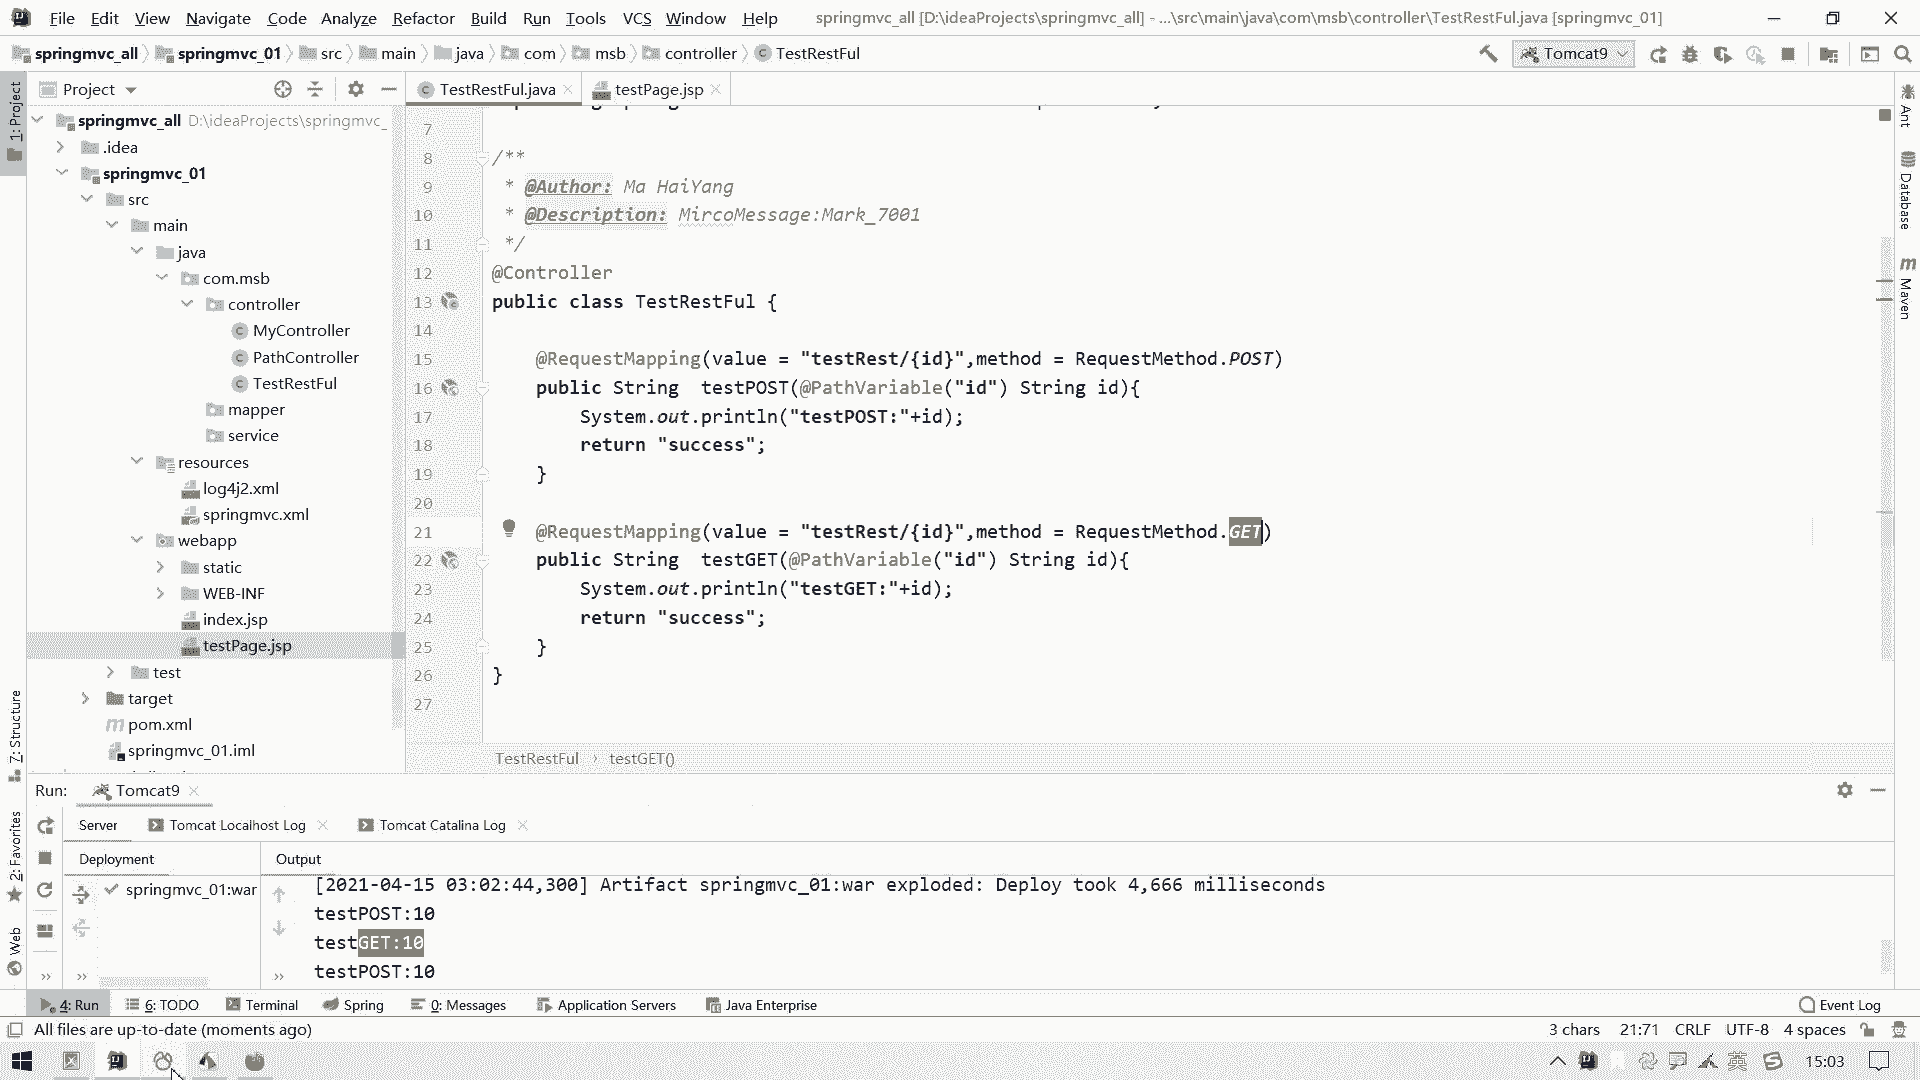 File Edit View Navigate Code Analyze Refactor Build Run Tools VCS Window Help springmvc_all [D:\ideaProjects\springmvc_all] - ...\src\main\java\com\msb\controller\TestRestFul.java [springmvc_01]
springmvc_all springmvc_01 src main java com msb controller TestRestFul Tomcat9
Project
TestRestFul.java testPage.jsp
1: Project
7: Structure
2: Favorites
Web
springmvc_all D:\ideaProjects\springmvc_
.idea
springmvc_01
src
main
java
com.msb
controller
MyController
PathController
TestRestFul
mapper
service
resources
log4j2.xml
springmvc.xml
webapp
static
WEB-INF
index.jsp
testPage.jsp
test
target
pom.xml
springmvc_01.iml
7
8 /**
9 * @Author: Ma HaiYang
10 * @Description: MircoMessage:Mark_7001
11 */
12 @Controller
13 public class TestRestFul {
14
15 @RequestMapping(value = "testRest/{id}",method = RequestMethod.POST)
16 public String  testPOST(@PathVariable("id") String id){
17 System.out.println("testPOST:"+id);
18 return "success";
19 }
20
21 @RequestMapping(value = "testRest/{id}",method = RequestMethod.GET)
22 public String  testGET(@PathVariable("id") String id){
23 System.out.println("testGET:"+id);
24 return "success";
25 }
26 }
27
TestRestFul › testGET()
Ant
Database
m Maven
Run: Tomcat9
Server Tomcat Localhost Log Tomcat Catalina Log
Deployment Output
springmvc_01:war
[2021-04-15 03:02:44,300] Artifact springmvc_01:war exploded: Deploy took 4,666 milliseconds
testPOST:10
testGET:10
testPOST:10
4: Run 6: TODO Terminal Spring 0: Messages Application Servers Java Enterprise Event Log
All files are up-to-date (moments ago) 3 chars 21:71 CRLF UTF-8 4 spaces
英 15:03